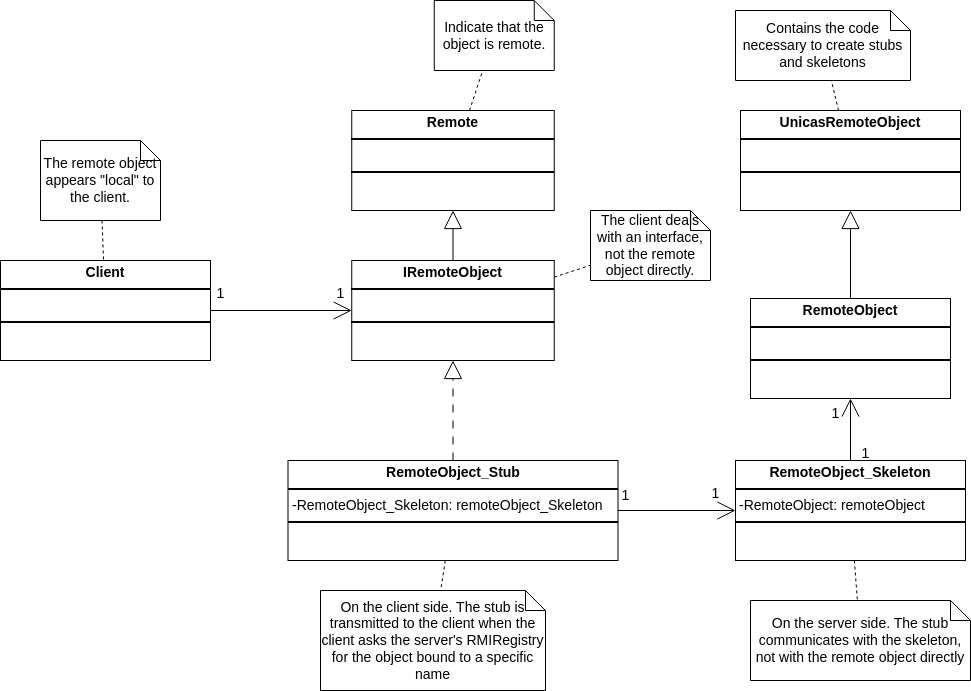 Indicate that the
object is remote.
Contains the code
necessary to create stubs
and skeletons
Remote
UnicasRemoteObject
The remote object
appears "local" to
the client.
The client deals
with an interface,
not the remote
object directly.
Client
IRemoteObject
1
1
RemoteObject
1
1
RemoteObject_Stub
-RemoteObject_Skeleton: remoteObject_Skeleton
1
1
RemoteObject_Skeleton
-RemoteObject: remoteObject
On the client side. The stub is
transmitted to the client when the
client asks the server's RMIRegistry
for the object bound to a specific
name
On the server side. The stub
communicates with the skeleton,
not with the remote object directly